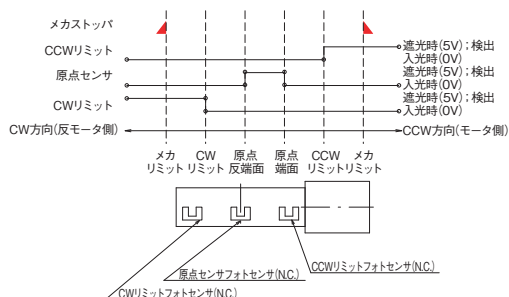 メカストッパ
CCWリミット
遮光時(5V);検出
入光時(0V)
原点センサ
遮光時(5V);検出
入光時(0V)
CWリミット
遮光時(5V);検出
入光時(0V)
CW方向(反モータ側)
CCW方向(モータ側)
メカ CW 原点 原点 CCW メカ
リミット リミット 反端面 端面 リミット リミット
CCWリミットフォトセンサ(N.C.)
原点センサフォトセンサ(N.C.)
CWリミットフォトセンサ(N.C.)